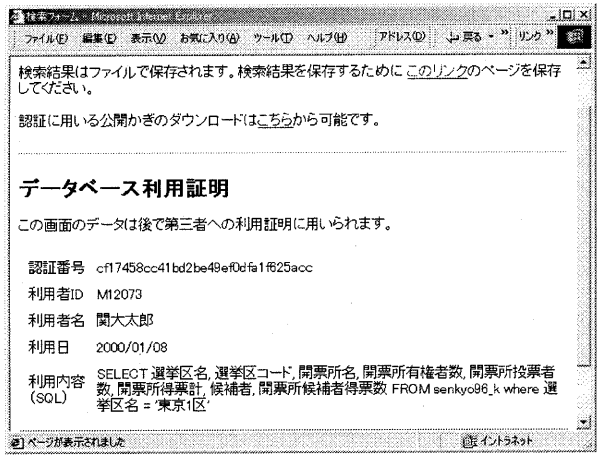 検索フォーム - Microsoft Internet Explorer
ファイル(F) 編集(E) 表示(V) お気に入り(A) ツール(T) ヘルプ(H) アドレス(D) 戻る » リンク »
検索結果はファイルで保存されます。検索結果を保存するために このリンクのページを保存
してください。
認証に用いる公開かぎのダウンロードはこちらから可能です。
データベース利用証明
この画面のデータは後で第三者への利用証明に用いられます。
認証番号 cf17458cc41bd2be49ef0dfa1f625acc
利用者ID M12073
利用者名 関大太郎
利用日 2000/01/08
利用内容
(SQL)
SELECT 選挙区名, 選挙区コード, 開票所名, 開票所有権者数, 開票所投票者
数, 開票所得票計, 候補者, 開票所候補者得票数 FROM senkyo96_k where 選
挙区名 = '東京1区'
ページが表示されました イントラネット